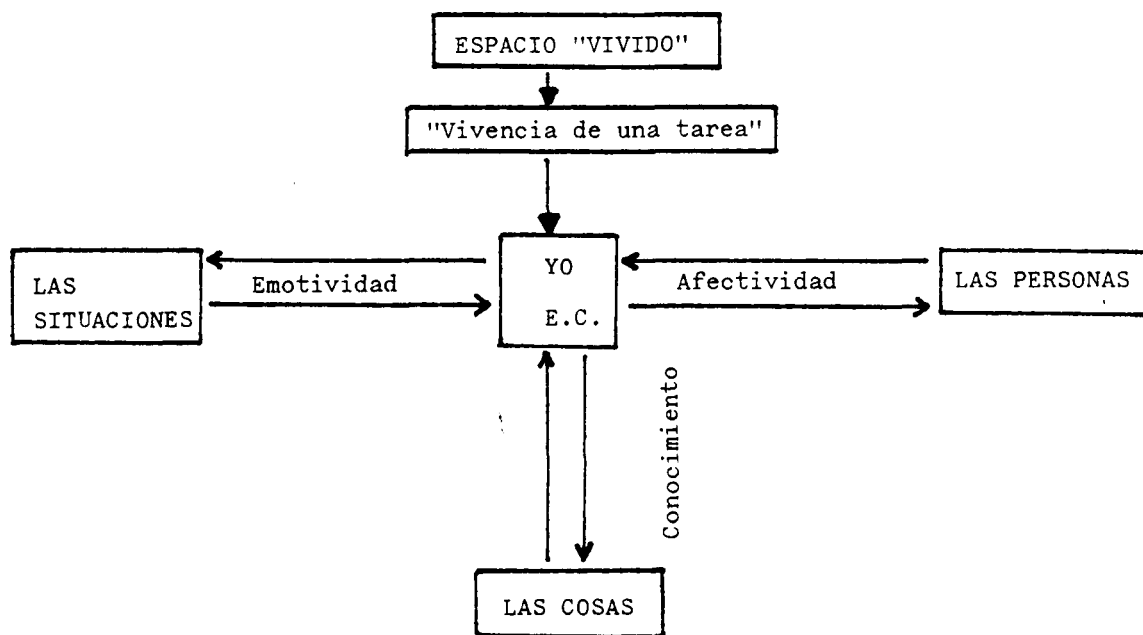 ESPACIO "VIVIDO"
"Vivencia de una tarea"
LAS
SITUACIONES
Emotividad
YO
E.C.
Afectividad
LAS PERSONAS
Conocimiento
LAS COSAS